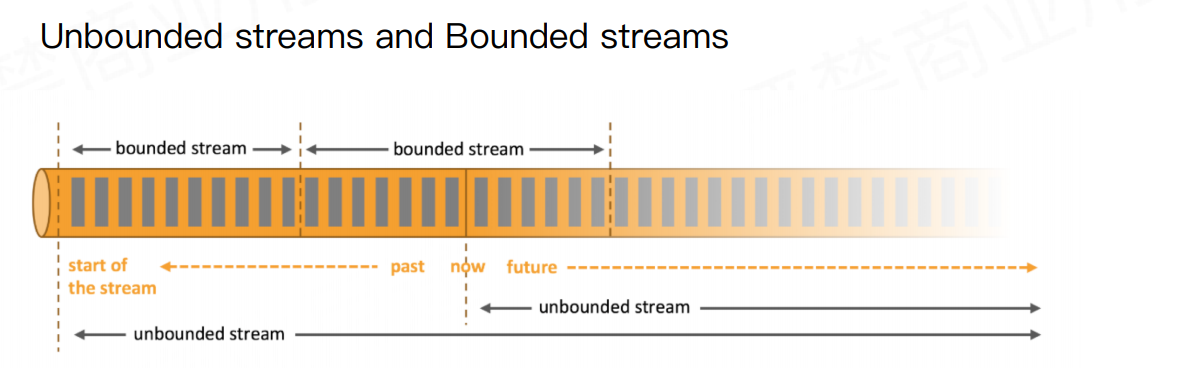 Unbounded streams and Bounded streams
bounded stream
bounded stream
start of
the stream
past
now
future
unbounded stream
unbounded stream